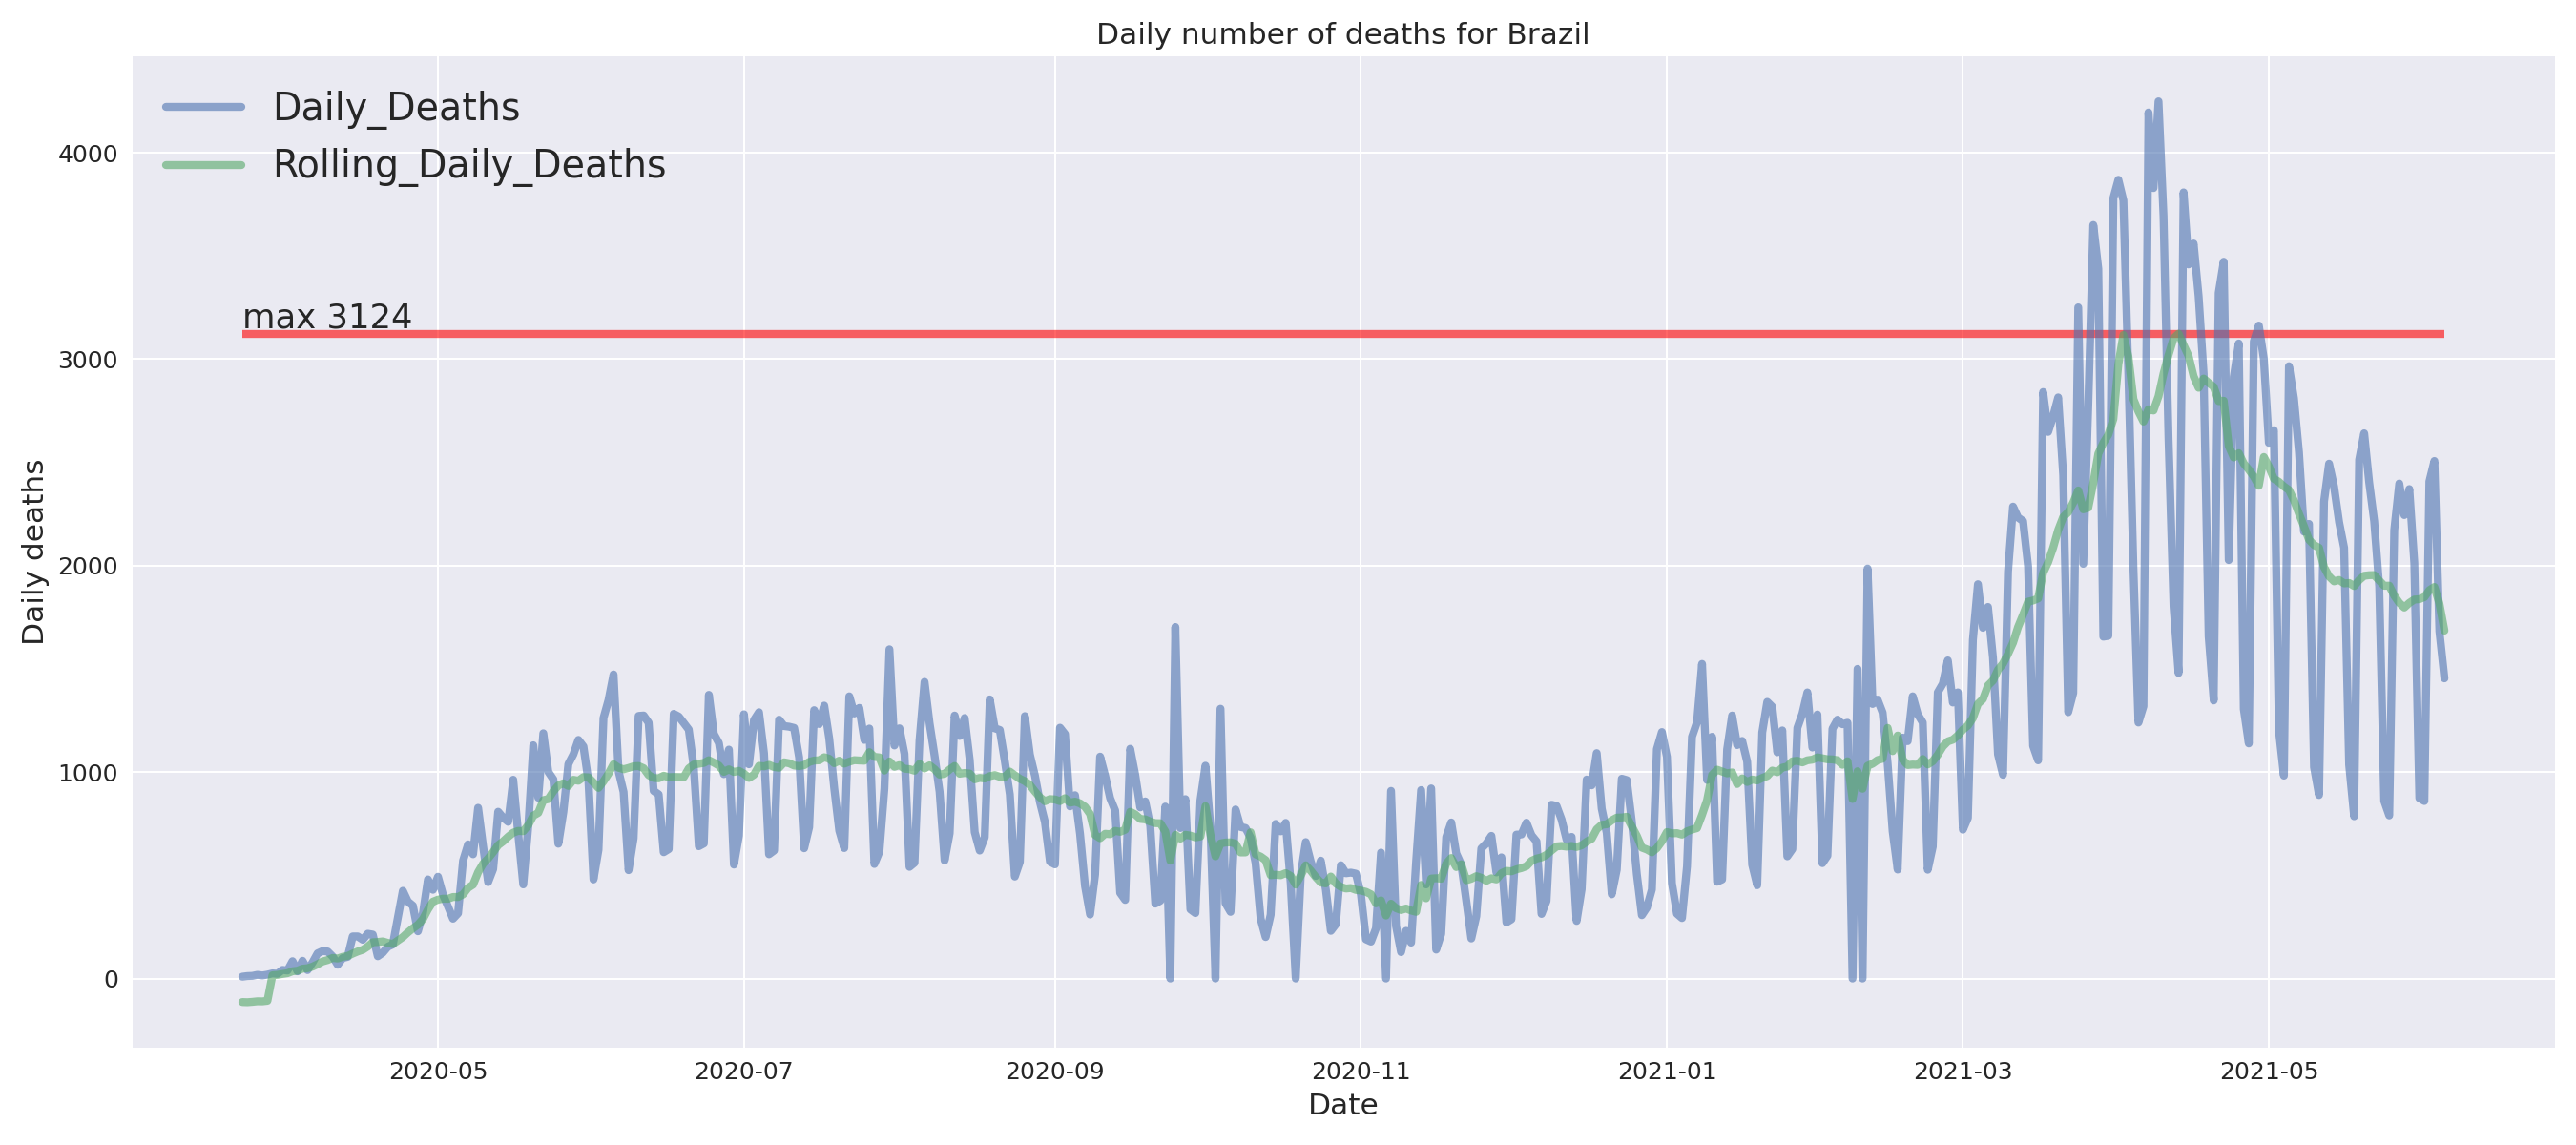 Daily number of deaths for Brazil
Daily_Deaths
Rolling_Daily_Deaths
max 3124
Daily deaths
4000
3000
2000
1000
0
2020-05
2020-07
2020-09
2020-11
2021-01
2021-03
2021-05
Date